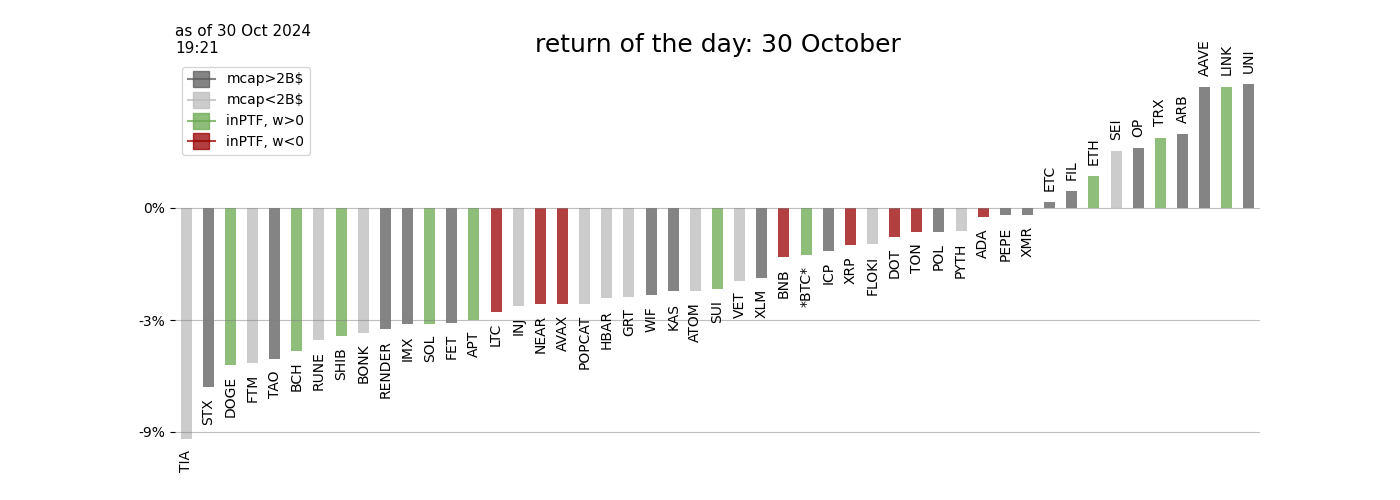 as of 30 Oct 2024
19:21
return of the day: 30 October
mcap>2B$
mcap<2B$
inPTF, w>0
inPTF, w<0
0%
-3%
-9%
TIA
STX
DOGE
FTM
TAO
BCH
RUNE
SHIB
BONK
RENDER
IMX
SOL
FET
APT
LTC
INJ
NEAR
AVAX
POPCAT
HBAR
GRT
WIF
KAS
ATOM
SUI
VET
XLM
BNB
*BTC*
ICP
XRP
FLOKI
DOT
TON
POL
PYTH
ADA
PEPE
XMR
ETC
FIL
ETH
SEI
OP
TRX
ARB
AAVE
LINK
UNI